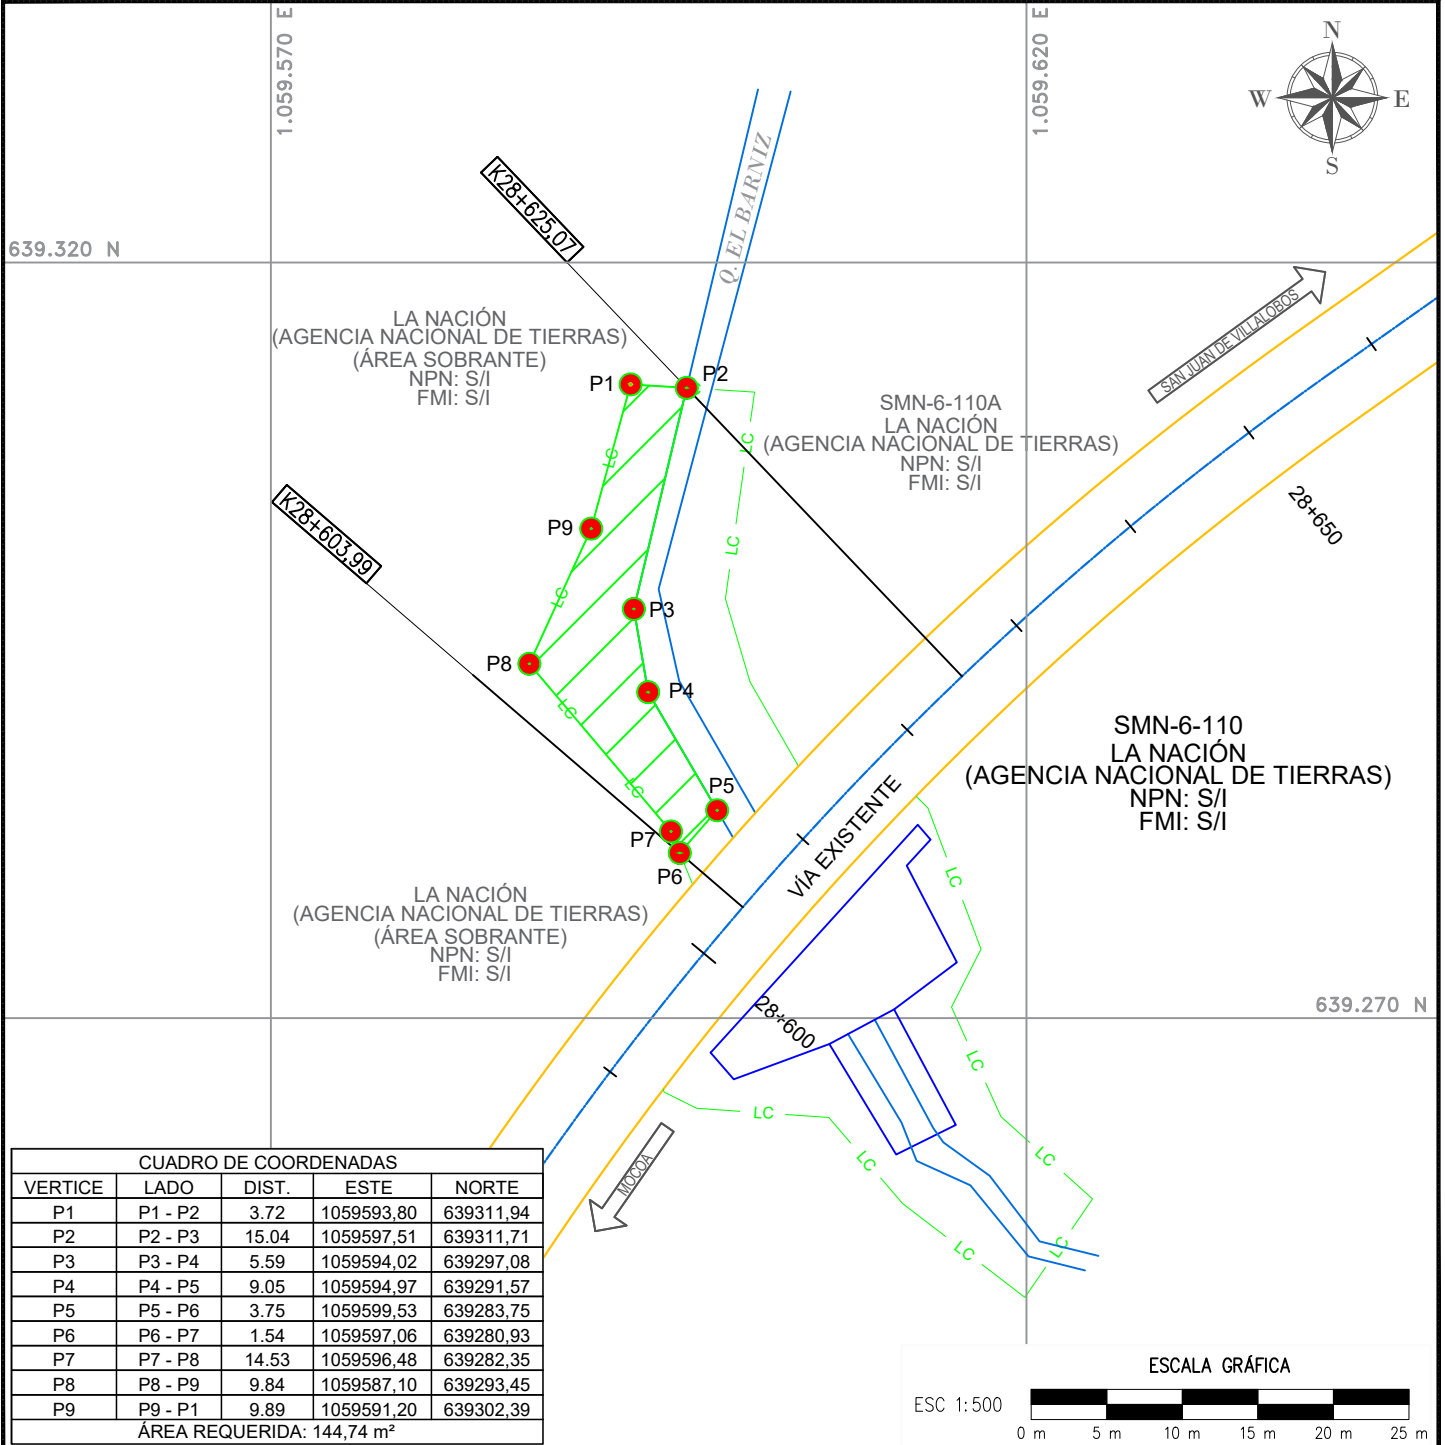 1.059.570 E
1.059.620 E
N
W E
S
Q. EL BARNIZ
K28+625,07
639.320 N
SAN JUAN DE VILLALOBOS
LA NACIÓN
(AGENCIA NACIONAL DE TIERRAS)
(ÁREA SOBRANTE)
NPN: S/I
FMI: S/I
P1
P2
SMN-6-110A
LA NACIÓN
(AGENCIA NACIONAL DE TIERRAS)
NPN: S/I
FMI: S/I
LC
LC
K28+603,99
28+650
P9
LC
LC
P3
P8
P4
LC
SMN-6-110
LA NACIÓN
(AGENCIA NACIONAL DE TIERRAS)
NPN: S/I
FMI: S/I
LC
P5
VÍA EXISTENTE
P7
P6
LC
LA NACIÓN
(AGENCIA NACIONAL DE TIERRAS)
(ÁREA SOBRANTE)
NPN: S/I
FMI: S/I
28+600
639.270 N
LC
LC
LC
LC
MOCOA
LC
LC
CUADRO DE COORDENADAS
VERTICE LADO DIST. ESTE NORTE
P1 P1 - P2 3.72 1059593,80 639311,94
P2 P2 - P3 15.04 1059597,51 639311,71
P3 P3 - P4 5.59 1059594,02 639297,08
P4 P4 - P5 9.05 1059594,97 639291,57
P5 P5 - P6 3.75 1059599,53 639283,75
P6 P6 - P7 1.54 1059597,06 639280,93
P7 P7 - P8 14.53 1059596,48 639282,35
P8 P8 - P9 9.84 1059587,10 639293,45
P9 P9 - P1 9.89 1059591,20 639302,39
ÁREA REQUERIDA: 144,74 m²
ESCALA GRÁFICA
ESC 1:500
0 m 5 m 10 m 15 m 20 m 25 m